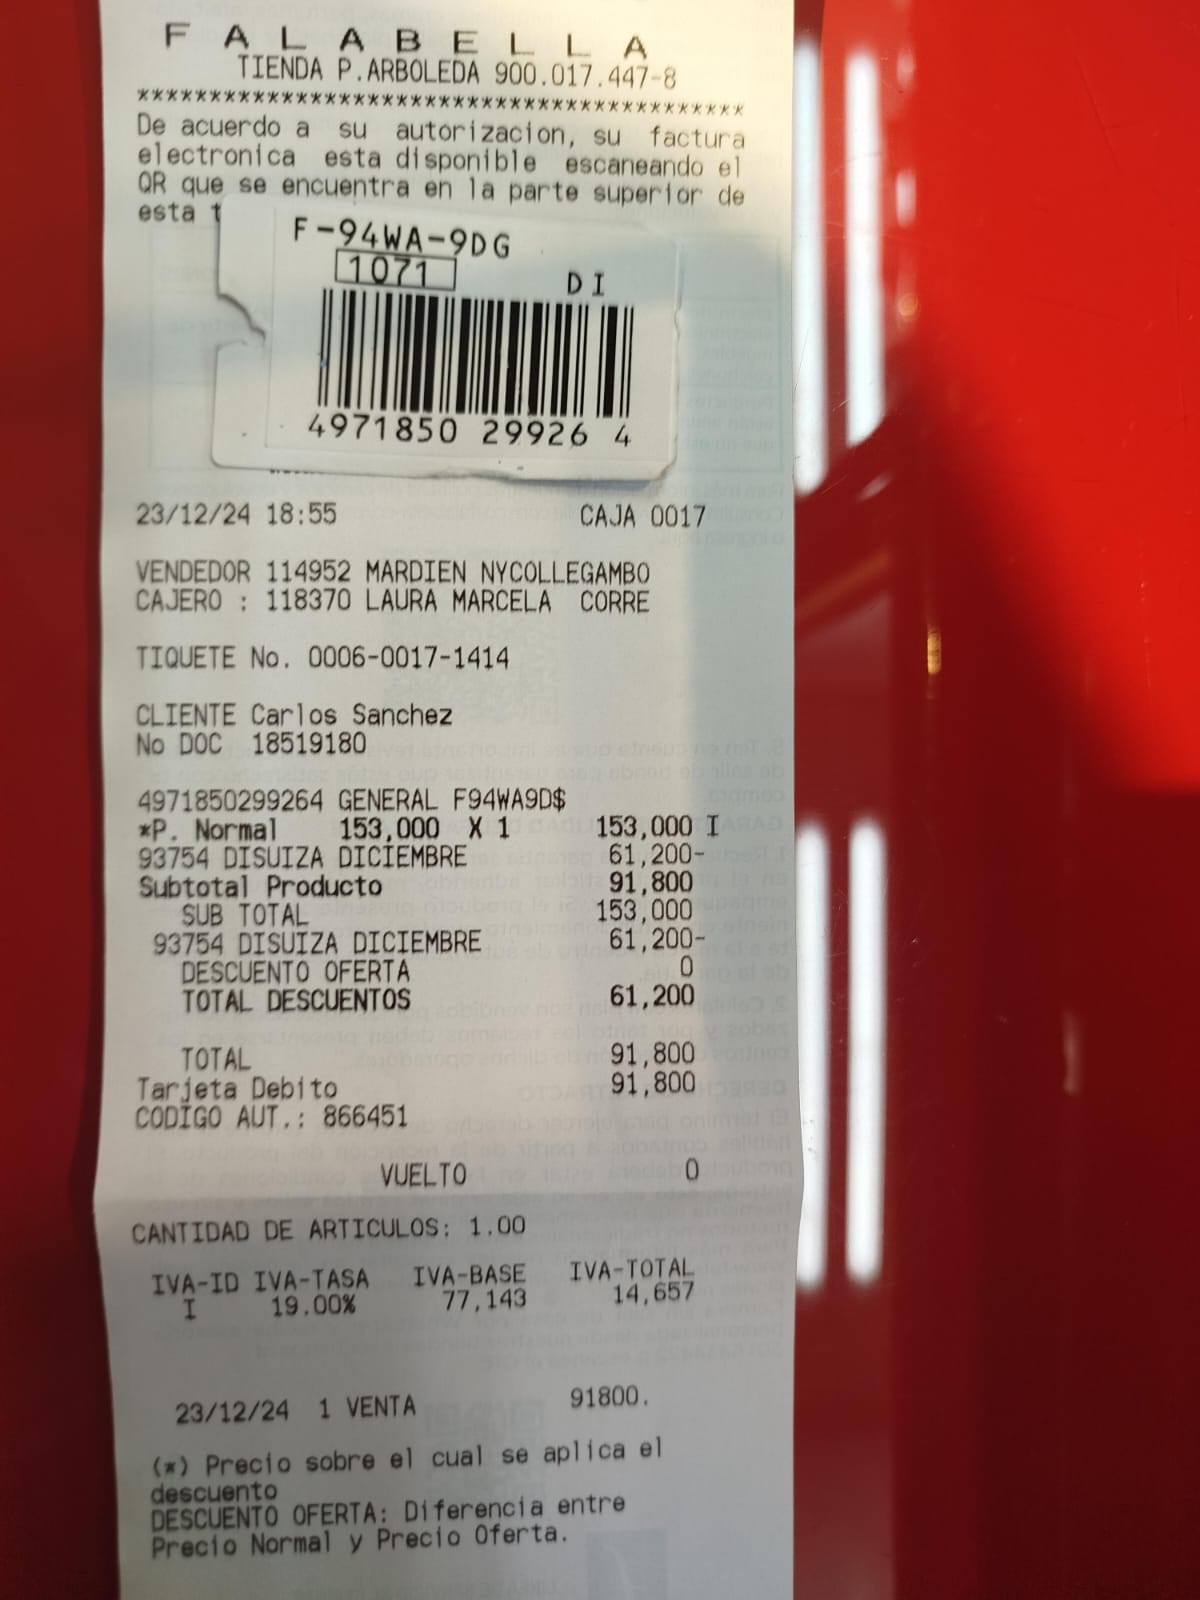 F A L A B E L L A
TIENDA P.ARBOLEDA 900.017.447-8
******************************************
De acuerdo a su autorizacion, su factura
electronica esta disponible escaneando el
QR que se encuentra en la parte superior de
esta t
F-94WA-9DG
1071
DI
4971850 29926 4
23/12/24 18:55 CAJA 0017
VENDEDOR 114952 MARDIEN NYCOLLEGAMBO
CAJERO : 118370 LAURA MARCELA CORRE
TIQUETE No. 0006-0017-1414
CLIENTE Carlos Sanchez
No DOC 18519180
4971850299264 GENERAL F94WA9D$
*P. Normal 153,000 X 1 153,000 I
93754 DISUIZA DICIEMBRE 61,200-
Subtotal Producto 91,800
SUB TOTAL 153,000
93754 DISUIZA DICIEMBRE 61,200-
DESCUENTO OFERTA 0
TOTAL DESCUENTOS 61,200
TOTAL 91,800
Tarjeta Debito 91,800
CODIGO AUT.: 866451
VUELTO 0
CANTIDAD DE ARTICULOS: 1.00
IVA-ID IVA-TASA IVA-BASE IVA-TOTAL
I 19.00% 77,143 14,657
23/12/24 1 VENTA 91800.
(*) Precio sobre el cual se aplica el
descuento
DESCUENTO OFERTA: Diferencia entre
Precio Normal y Precio Oferta.